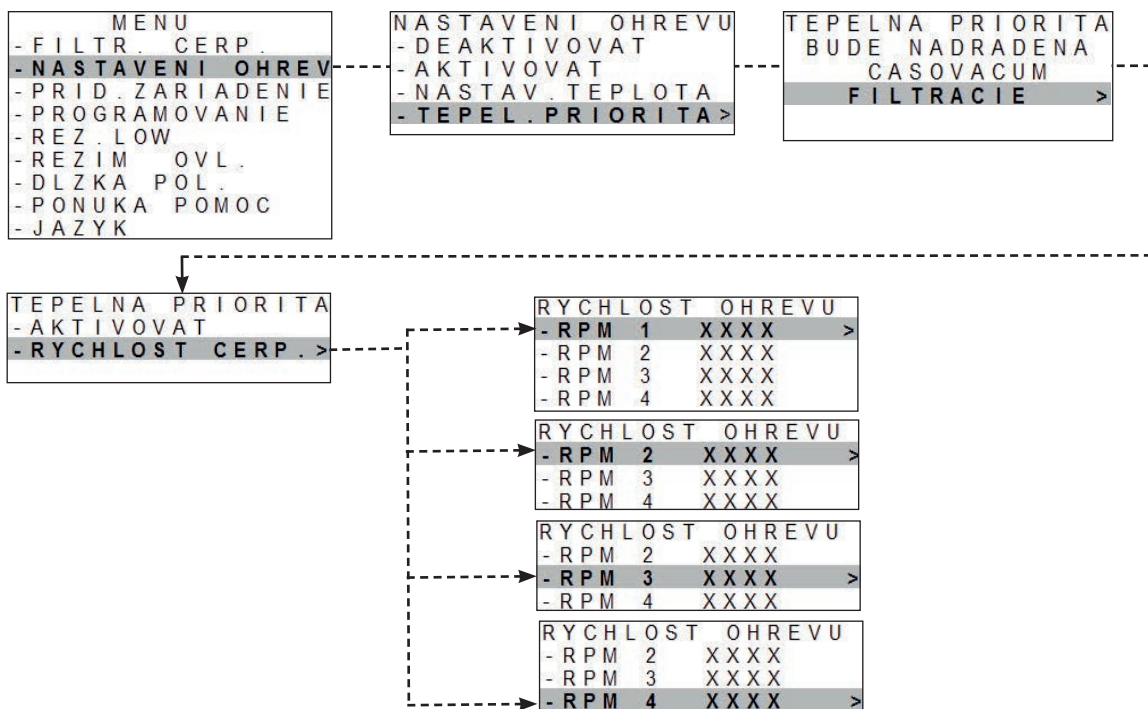 MENU
-FILTR. CERP.
-NASTAVENI OHREV
-PRID.ZARIADENIE
-PROGRAMOVANIE
-REZ.LOW
-REZIM OVL.
-DLZKA POL.
-PONUKA POMOC
-JAZYK
NASTAVENI OHREVU
-DEAKTIVOVAT
-AKTIVOVAT
-NASTAV.TEPLOTA
-TEPEL.PRIORITA>
TEPELNA PRIORITA
BUDE NADRADENA
CASOVACUM
FILTRACIE >
TEPELNA PRIORITA
-AKTIVOVAT
-RYCHLOST CERP.>
RYCHLOST OHREVU
-RPM 1 XXXX >
-RPM 2 XXXX
-RPM 3 XXXX
-RPM 4 XXXX
RYCHLOST OHREVU
-RPM 2 XXXX >
-RPM 3 XXXX
-RPM 4 XXXX
RYCHLOST OHREVU
-RPM 2 XXXX
-RPM 3 XXXX >
-RPM 4 XXXX
RYCHLOST OHREVU
-RPM 2 XXXX
-RPM 3 XXXX
-RPM 4 XXXX >